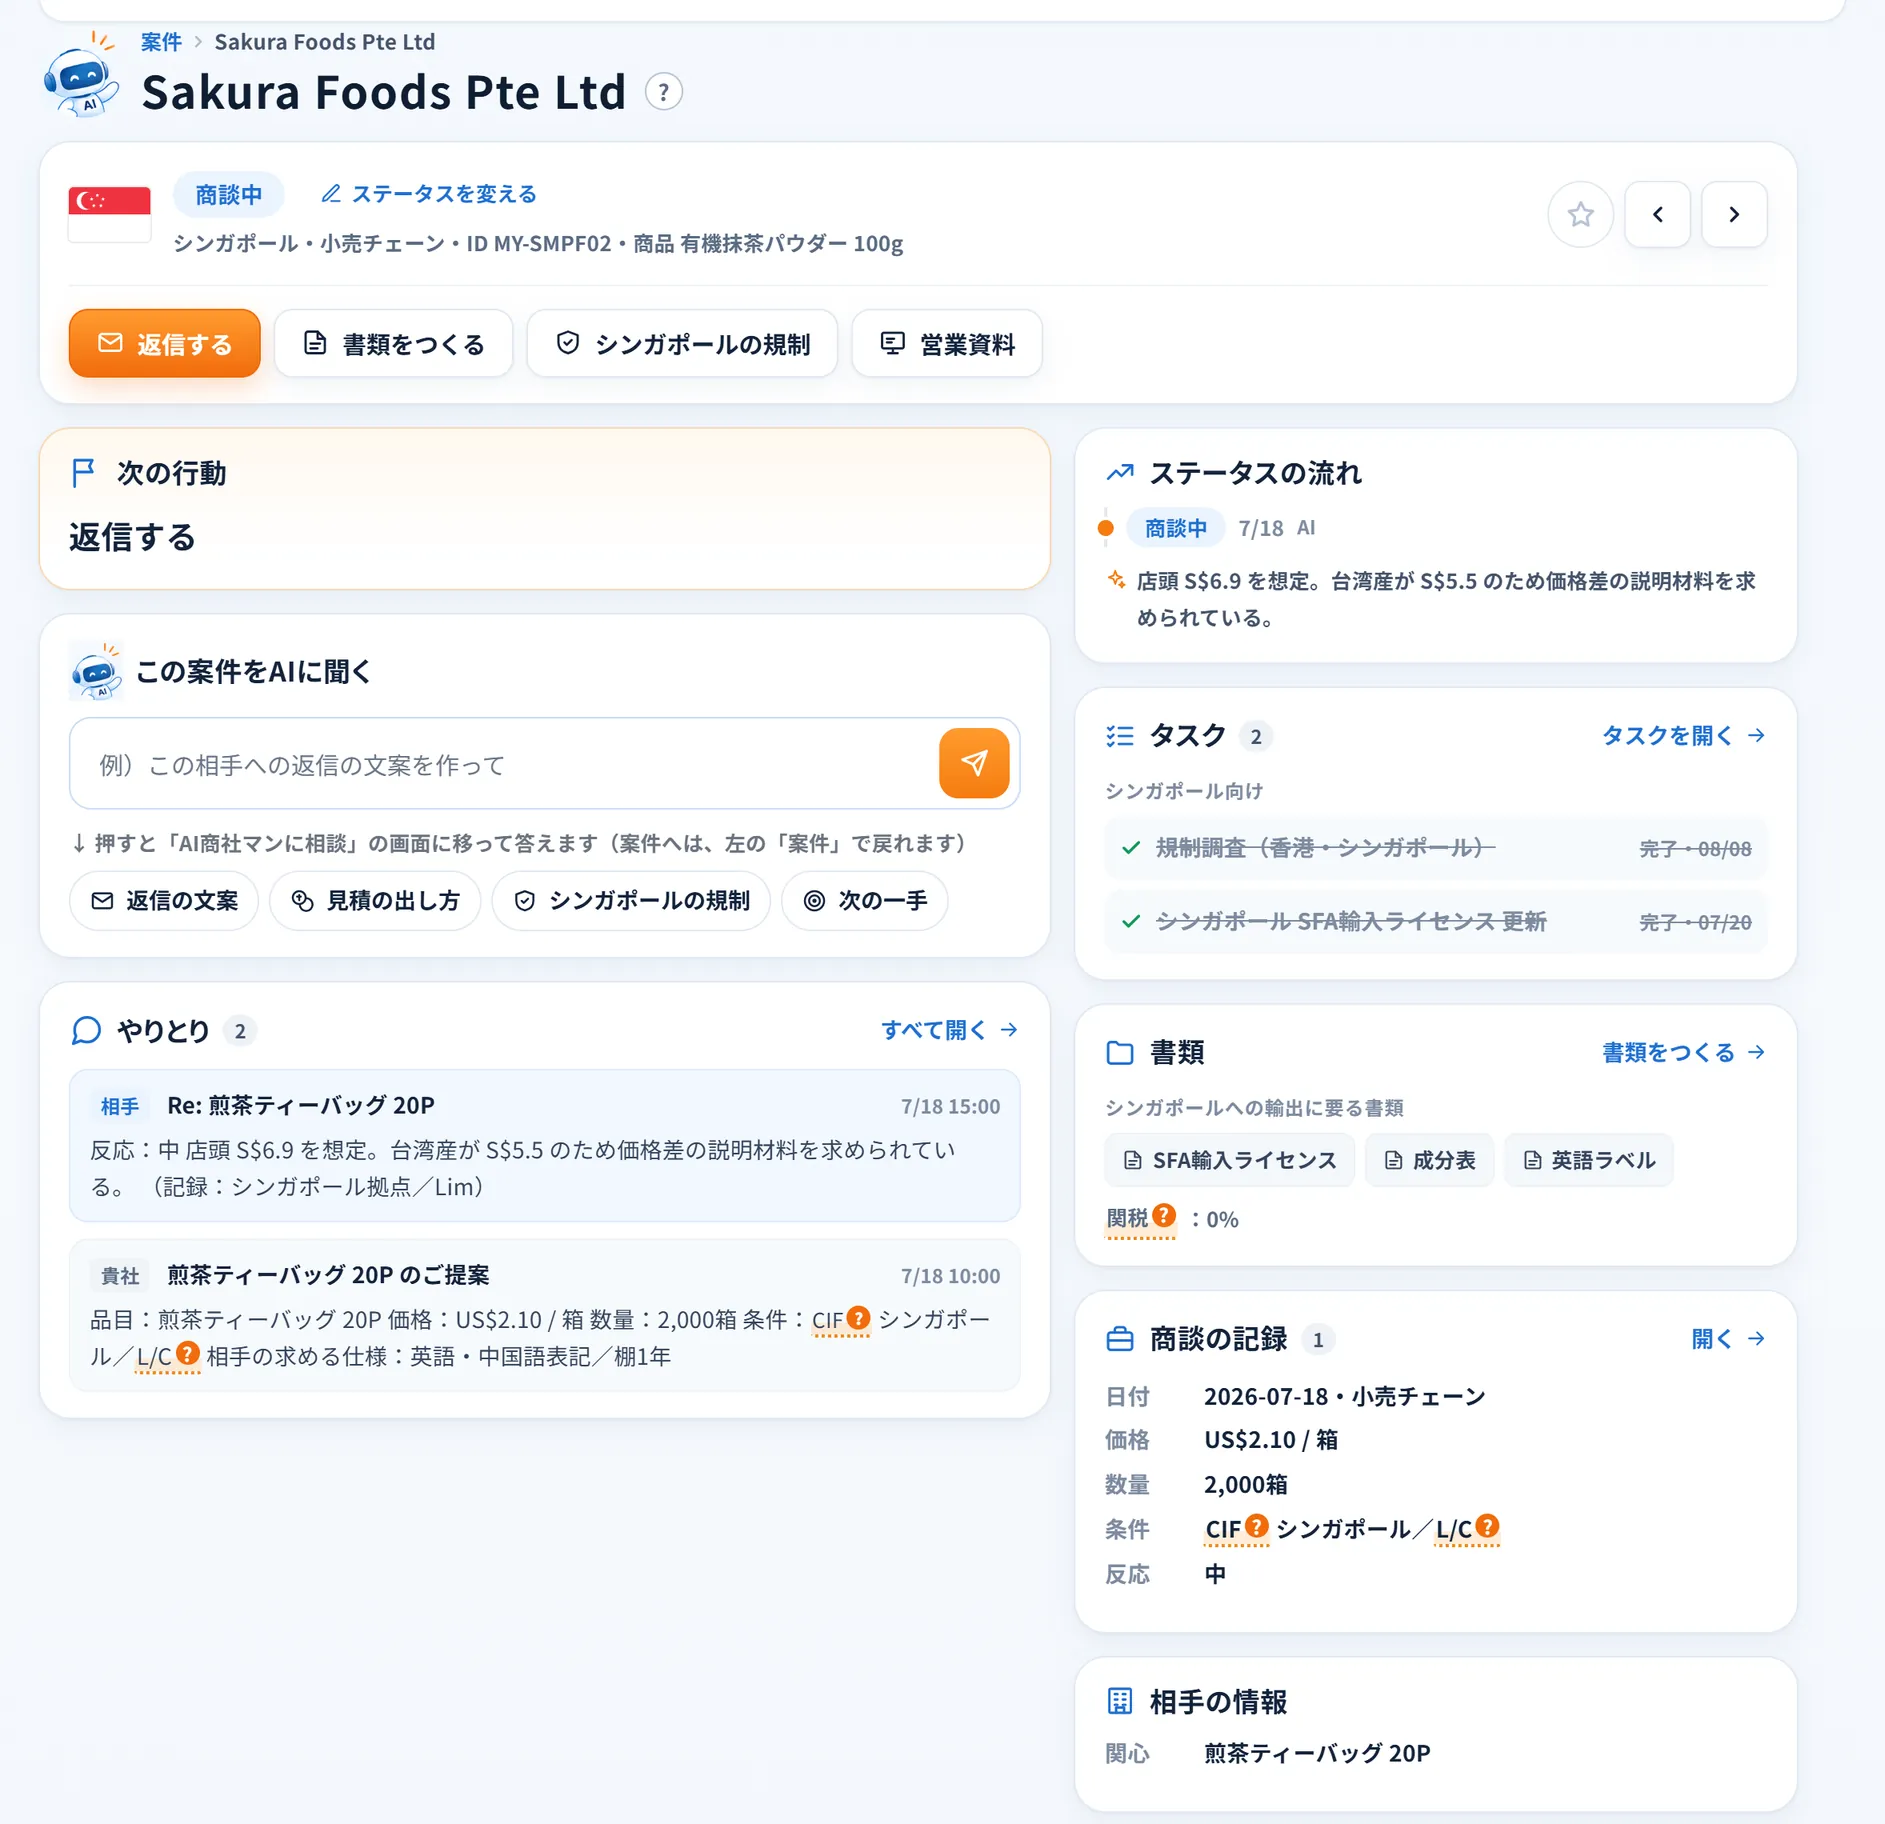 案件 › Sakura Foods Pte Ltd
Sakura Foods Pte Ltd ?
商談中 ステータスを変える
シンガポール・小売チェーン・ID MY-SMPF02・商品 有機抹茶パウダー 100g
返信する 書類をつくる シンガポールの規制 営業資料
次の行動
返信する
AI この案件をAIに聞く
例）この相手への返信の文案を作って
↓ 押すと「AI商社マンに相談」の画面に移って答えます（案件へは、左の「案件」で戻れます）
返信の文案 見積の出し方 シンガポールの規制 次の一手
やりとり 2 すべて開く →
相手 Re: 煎茶ティーバッグ 20P 7/18 15:00
反応：中 店頭 S$6.9 を想定。台湾産が S$5.5 のため価格差の説明材料を求められてい
る。 （記録：シンガポール拠点／Lim）
貴社 煎茶ティーバッグ 20P のご提案 7/18 10:00
品目：煎茶ティーバッグ 20P 価格：US$2.10 / 箱 数量：2,000箱 条件：CIF ? シンガポー
ル／L/C ? 相手の求める仕様：英語・中国語表記／棚1年
ステータスの流れ
商談中 7/18 AI
店頭 S$6.9 を想定。台湾産が S$5.5 のため価格差の説明材料を求
められている。
タスク 2 タスクを開く →
シンガポール向け
規制調査（香港・シンガポール） 完了・08/08
シンガポール SFA輸入ライセンス 更新 完了・07/20
書類 書類をつくる →
シンガポールへの輸出に要る書類
SFA輸入ライセンス 成分表 英語ラベル
関税 ? ：0%
商談の記録 1 開く →
日付 2026-07-18・小売チェーン
価格 US$2.10 / 箱
数量 2,000箱
条件 CIF ? シンガポール／L/C ?
反応 中
相手の情報
関心 煎茶ティーバッグ 20P